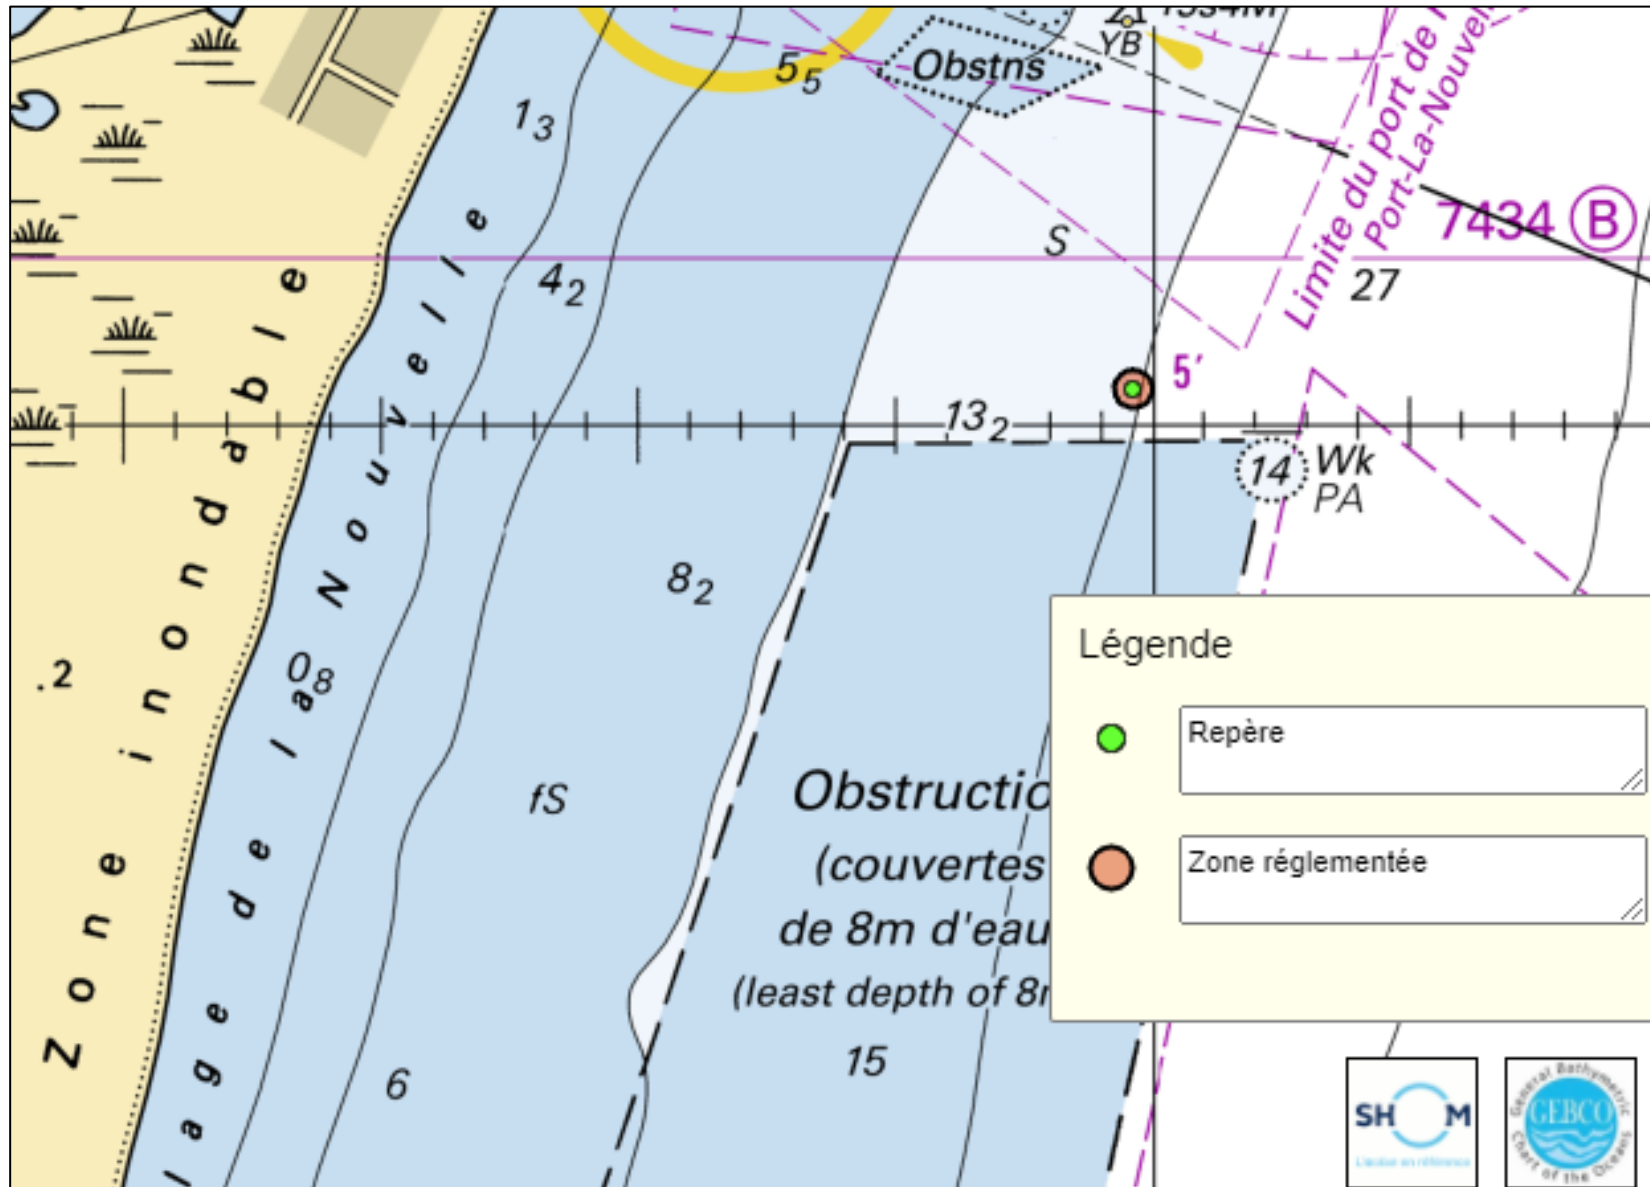 5₅
Obstns
YB
Limite du port de
Port-La-Nouvel
1₃
S
7434 B
27
4₂
5'
13₂
14 Wk
PA
Zone inondable
lage de la Nouvelle
8₂
.2
0₈
fS
6
Obstructio
(couvertes
de 8m d'eau
(least depth of 8
15
Légende
Repère
Zone réglementée
SHOM
GEBCO
General Bathymetric
Chart of the Oceans